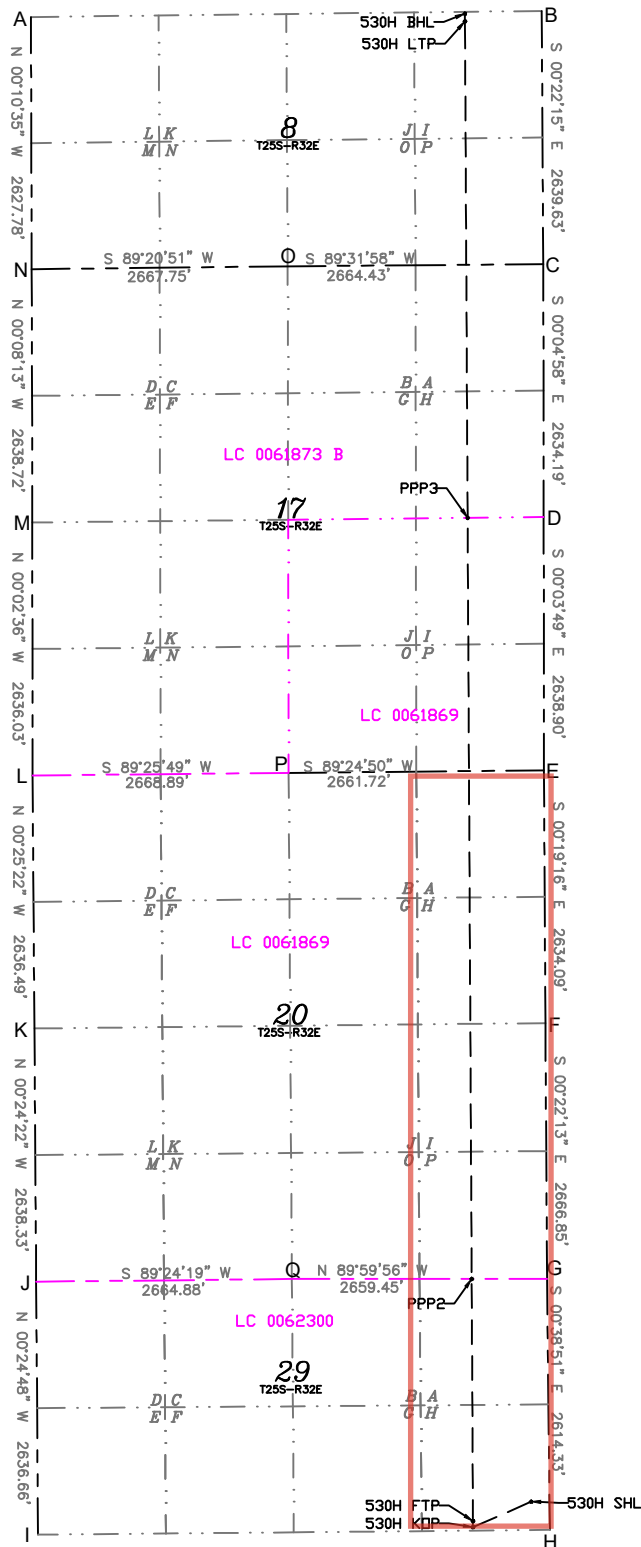 A
B
530H BHL
530H LTP
N 00°10'35" W 2627.78'
S 00°22'15" E 2639.63'
8
T25S-R32E
L K
M N
J I
O P
N
S 89°20'51" W
2667.75'
O
S 89°31'58" W
2664.43'
C
N 00°08'13" W 2638.72'
S 00°04'58" E 2634.19'
D C
E F
B A
G H
LC 0061873 B
PPP3
M
17
T25S-R32E
D
N 00°02'36" W 2636.03'
S 00°03'49" E 2638.90'
L K
M N
J I
O P
LC 0061869
L
S 89°25'49" W
2668.89'
P
S 89°24'50" W
2661.72'
E
N 00°25'22" W 2636.49'
S 00°19'16" E 2634.09'
D C
E F
B A
G H
LC 0061869
K
20
T25S-R32E
F
N 00°24'22" W 2638.33'
S 00°22'13" E 2666.85'
L K
M N
J I
O P
J
S 89°24'19" W
2664.88'
Q
N 89°59'56" W
2659.45'
G
PPP2
LC 0062300
N 00°24'48" W 2636.66'
S 00°38'51" E 2614.33'
29
T25S-R32E
D C
E F
B A
G H
530H FTP
530H SHL
530H KOP
I
H